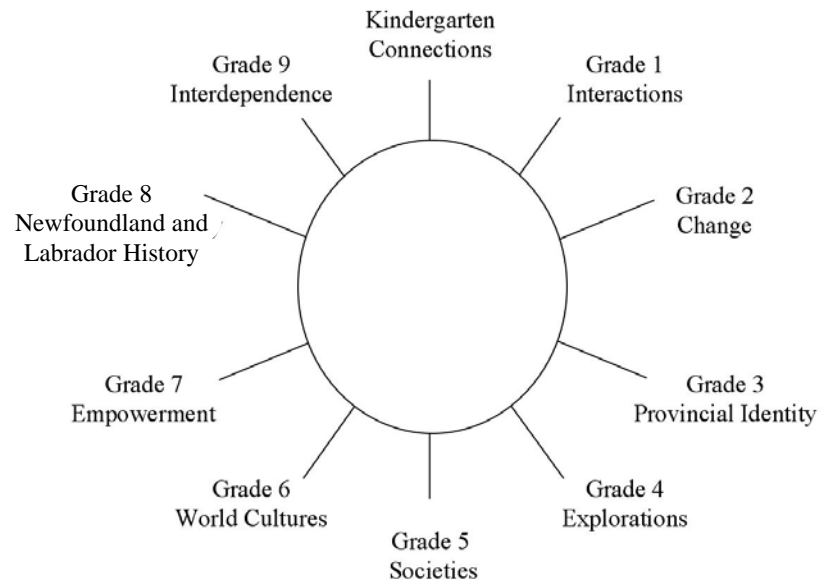 Kindergarten
Connections
Grade 1
Interactions
Grade 2
Change
Grade 3
Provincial Identity
Grade 4
Explorations
Grade 5
Societies
Grade 6
World Cultures
Grade 7
Empowerment
Grade 8
Newfoundland and
Labrador History
Grade 9
Interdependence